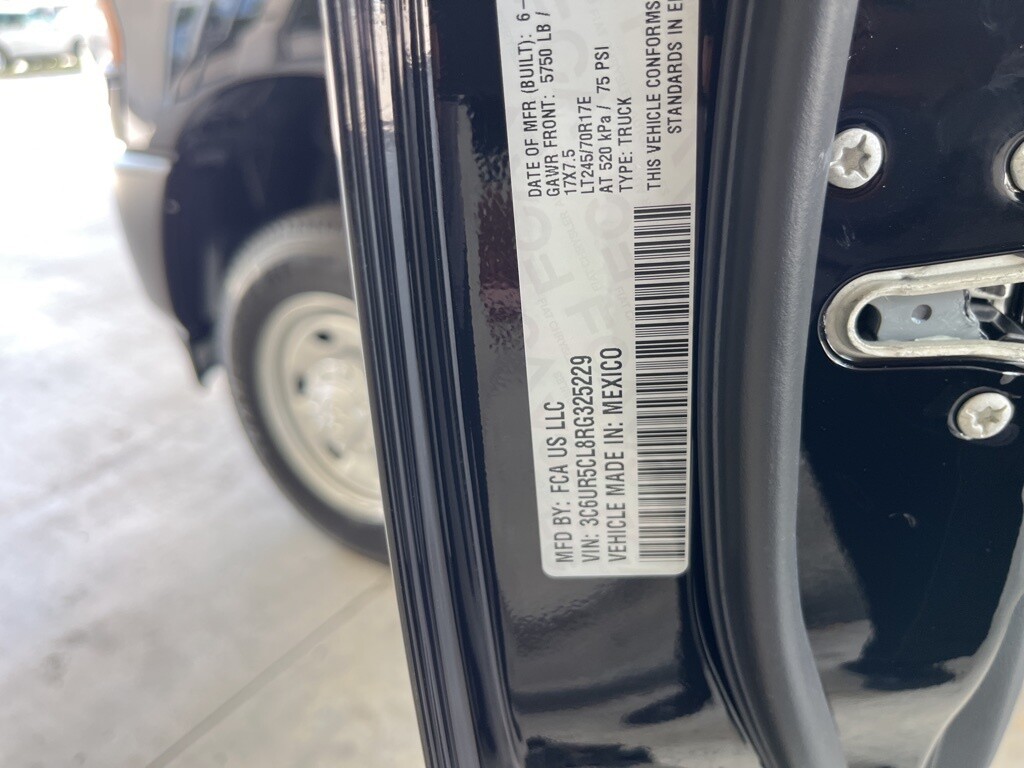 MFD BY: FCA US LLC
DATE OF MFR (BUILT): 6-
GAWR FRONT: 5750 LB /
17X7.5
LT245/70R17E
AT 520 kPa / 75 PSI
TYPE: TRUCK
VIN: 3C6UR5CL8RG325229
VEHICLE MADE IN: MEXICO
THIS VEHICLE CONFORMS
STANDARDS IN